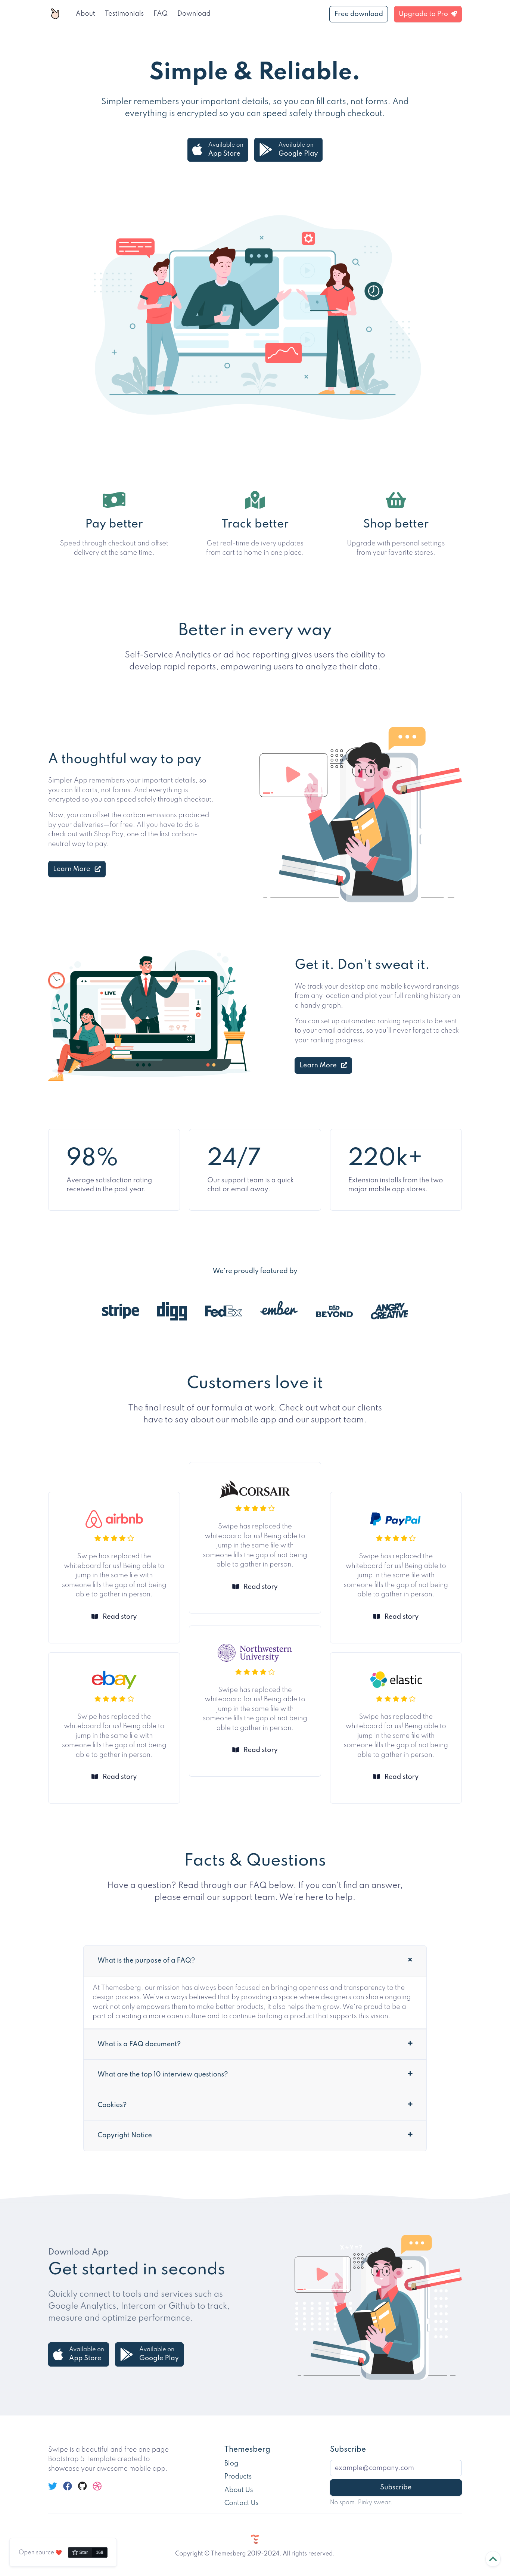 About Testimonials FAQ Download Free download Upgrade to Pro
Simple & Reliable.
Simpler remembers your important details, so you can fill carts, not forms. And
everything is encrypted so you can speed safely through checkout.
Available on
App Store
Available on
Google Play
Pay better
Speed through checkout and offset
delivery at the same time.
Track better
Get real-time delivery updates
from cart to home in one place.
Shop better
Upgrade with personal settings
from your favorite stores.
Better in every way
Self-Service Analytics or ad hoc reporting gives users the ability to
develop rapid reports, empowering users to analyze their data.
A thoughtful way to pay
Simpler App remembers your important details, so
you can fill carts, not forms. And everything is
encrypted so you can speed safely through checkout.
Now, you can offset the carbon emissions produced
by your deliveries—for free. All you have to do is
check out with Shop Pay, one of the first carbon-
neutral way to pay.
Learn More
LIVE
Get it. Don't sweat it.
We track your desktop and mobile keyword rankings
from any location and plot your full ranking history on
a handy graph.
You can set up automated ranking reports to be sent
to your email address, so you'll never forget to check
your ranking progress.
Learn More
98%
Average satisfaction rating
received in the past year.
24/7
Our support team is a quick
chat or email away.
220k+
Extension installs from the two
major mobile app stores.
We're proudly featured by
stripe digg FedEx ember DĚD BEYOND ANGRY CREATIVE
Customers love it
The final result of our formula at work. Check out what our clients
have to say about our mobile app and our support team.
airbnb
Swipe has replaced the
whiteboard for us! Being able to
jump in the same file with
someone fills the gap of not being
able to gather in person.
Read story
CORSAIR
Swipe has replaced the
whiteboard for us! Being able to
jump in the same file with
someone fills the gap of not being
able to gather in person.
Read story
PayPal
Swipe has replaced the
whiteboard for us! Being able to
jump in the same file with
someone fills the gap of not being
able to gather in person.
Read story
ebay
Swipe has replaced the
whiteboard for us! Being able to
jump in the same file with
someone fills the gap of not being
able to gather in person.
Read story
Northwestern
University
Swipe has replaced the
whiteboard for us! Being able to
jump in the same file with
someone fills the gap of not being
able to gather in person.
Read story
elastic
Swipe has replaced the
whiteboard for us! Being able to
jump in the same file with
someone fills the gap of not being
able to gather in person.
Read story
Facts & Questions
Have a question? Read through our FAQ below. If you can't find an answer,
please email our support team. We're here to help.
What is the purpose of a FAQ?
At Themesberg, our mission has always been focused on bringing openness and transparency to the
design process. We've always believed that by providing a space where designers can share ongoing
work not only empowers them to make better products, it also helps them grow. We're proud to be a
part of creating a more open culture and to continue building a product that supports this vision.
What is a FAQ document?
What are the top 10 interview questions?
Cookies?
Copyright Notice
Download App
Get started in seconds
Quickly connect to tools and services such as
Google Analytics, Intercom or Github to track,
measure and optimize performance.
Available on
App Store
Available on
Google Play
Swipe is a beautiful and free one page
Bootstrap 5 Template created to
showcase your awesome mobile app.
Themesberg
Blog
Products
About Us
Contact Us
Subscribe
example@company.com
Subscribe
No spam. Pinky swear.
Copyright © Themesberg 2019-2024. All rights reserved.
Open source
Star 168